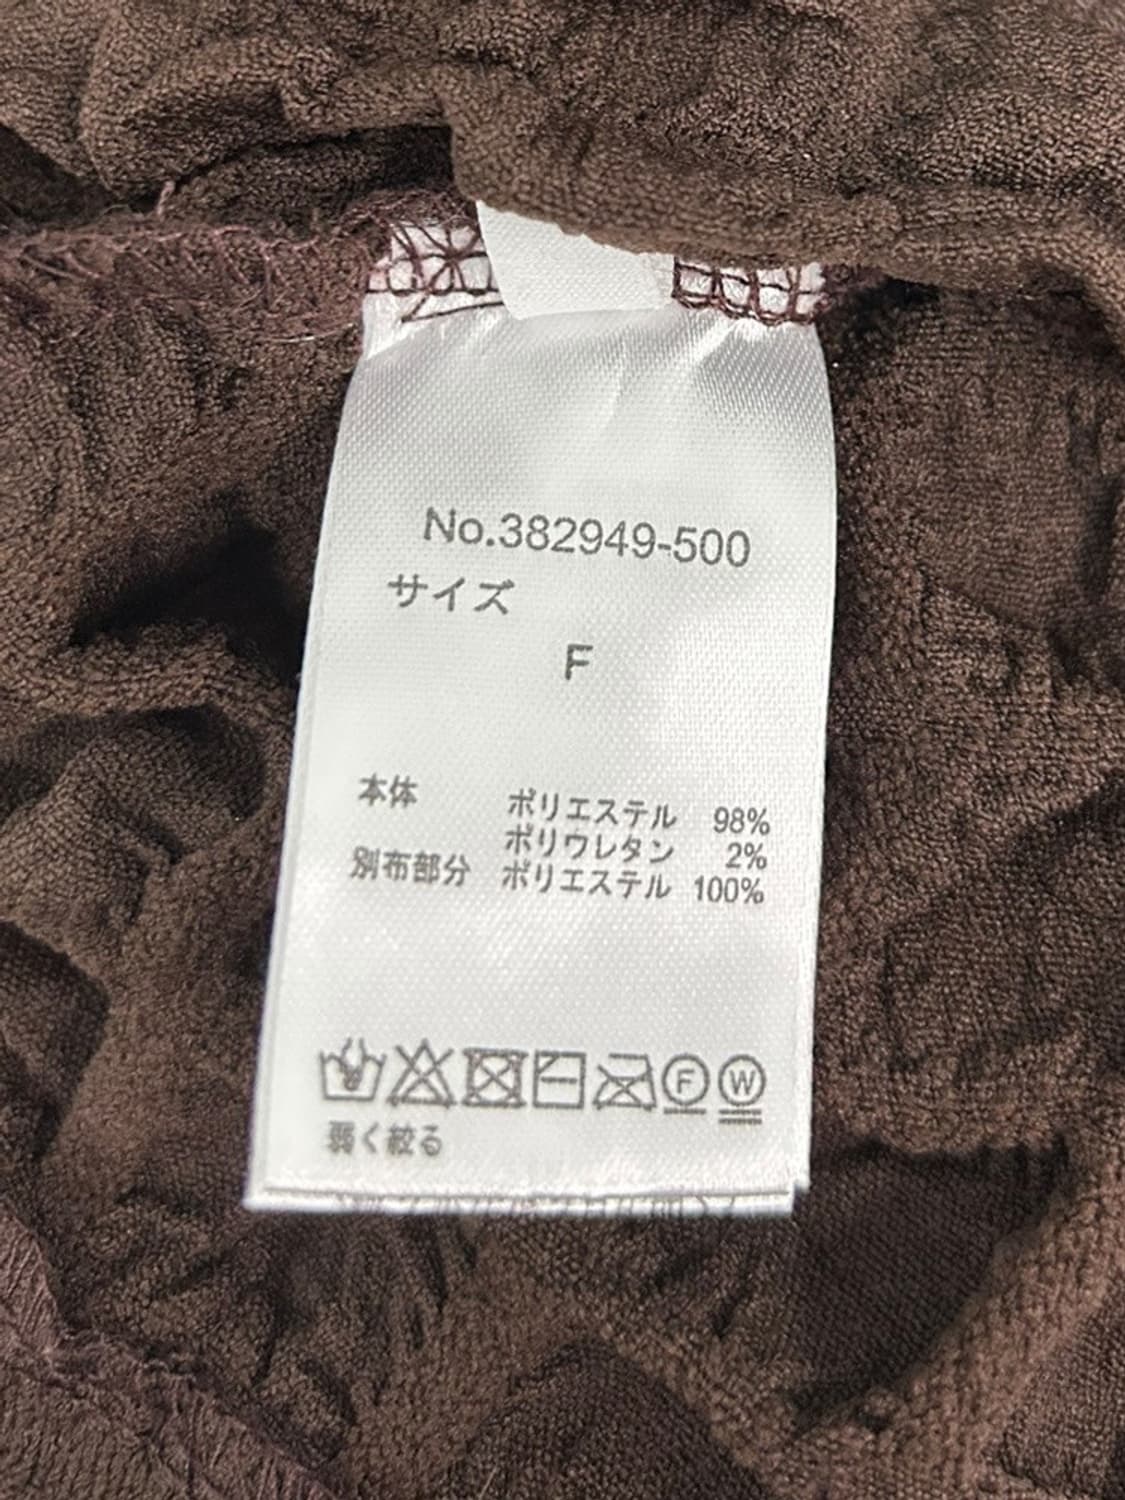 No.382949-500
サイズ
F
本体 ポリエステル 98%
ポリウレタン 2%
別布部分 ポリエステル 100%
F W
弱く絞る